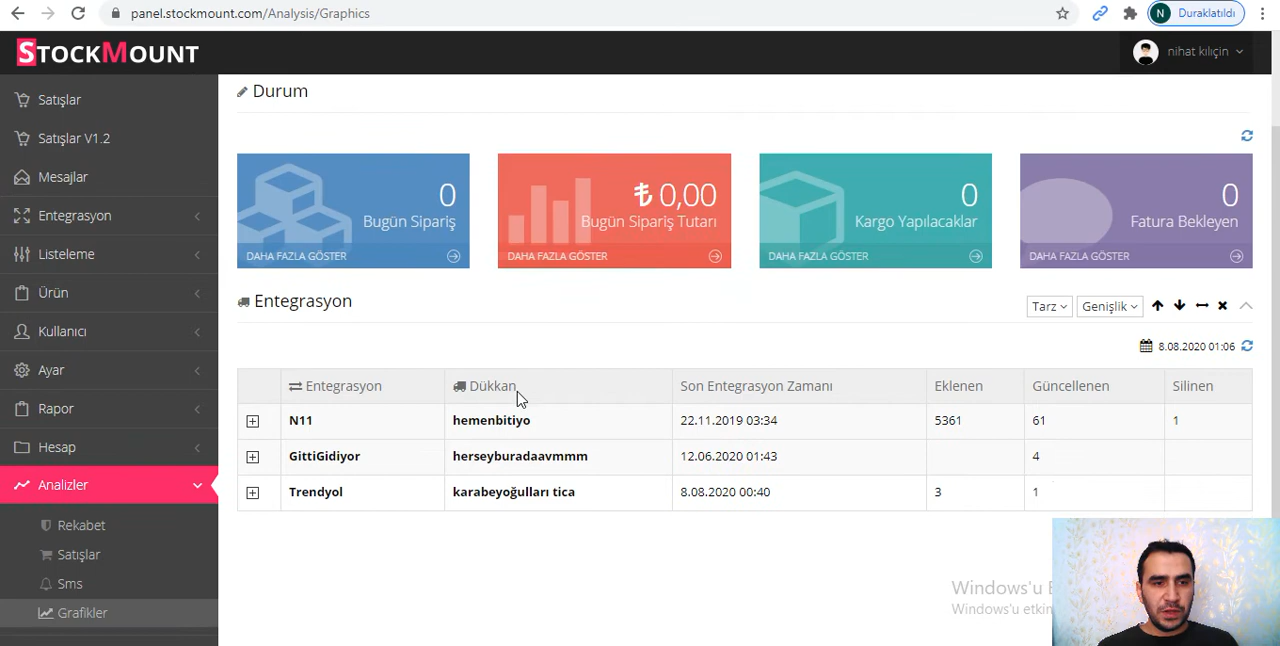 panel.stockmount.com/Analysis/Graphics
N Duraklatıldı
STOCKMOUNT
nihat kılıçin
Satışlar
Satışlar V1.2
Mesajlar
Entegrasyon
Listeleme
Ürün
Kullanıcı
Ayar
Rapor
Hesap
Analizler
Rekabet
Satışlar
Sms
Grafikler
Durum
0
Bugün Sipariş
DAHA FAZLA GÖSTER
₺ 0,00
Bugün Sipariş Tutarı
DAHA FAZLA GÖSTER
0
Kargo Yapılacaklar
DAHA FAZLA GÖSTER
0
Fatura Bekleyen
DAHA FAZLA GÖSTER
Entegrasyon
Tarz Genişlik
8.08.2020 01:06
Entegrasyon Dükkan Son Entegrasyon Zamanı Eklenen Güncellenen Silinen
N11 hemenbitiyo 22.11.2019 03:34 5361 61 1
GittiGidiyor herseyburadaavmmm 12.06.2020 01:43 4
Trendyol karabeyoğulları tica 8.08.2020 00:40 3 1
Windows'u
Windows'u